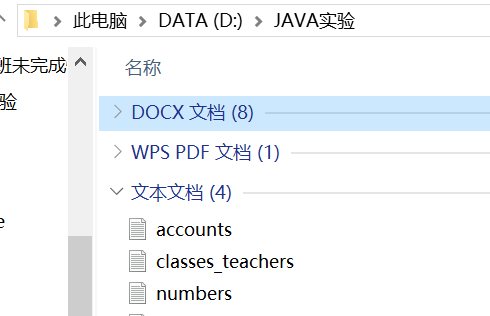 此电脑 DATA (D:) JAVA实验
名称
班未完成
验
DOCX 文档 (8)
WPS PDF 文档 (1)
文本文档 (4)
e
accounts
classes_teachers
numbers